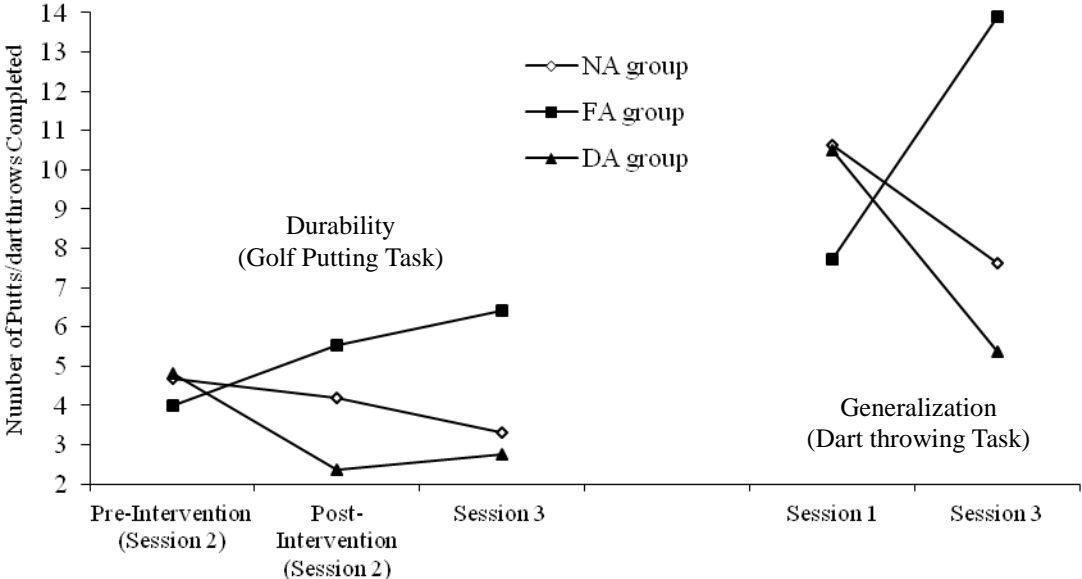 Number of Putts/dart throws Completed
14
13
12
11
10
9
8
7
6
5
4
3
2
NA group
FA group
DA group
Durability
(Golf Putting Task)
Generalization
(Dart throwing Task)
Pre-Intervention
(Session 2)
Post-
Intervention
(Session 2)
Session 3
Session 1
Session 3